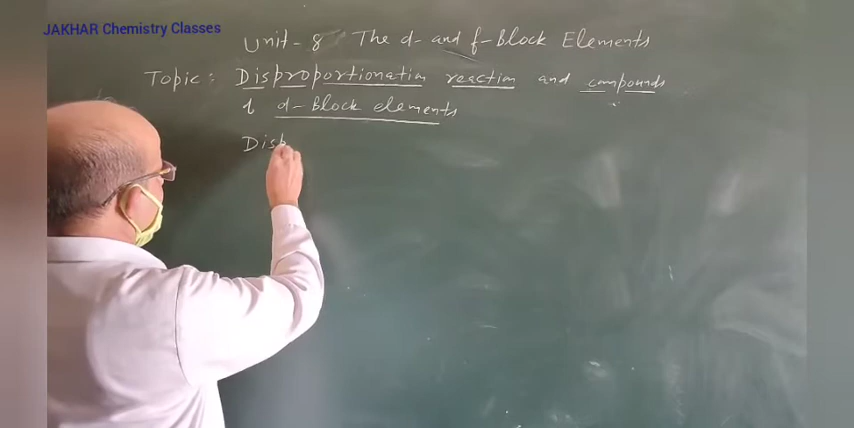 JAKHAR Chemistry Classes
Unit - 8 The d- and f-Block Elements
Topic: Disproportionation reaction and compounds
of d-Block elements
Disp